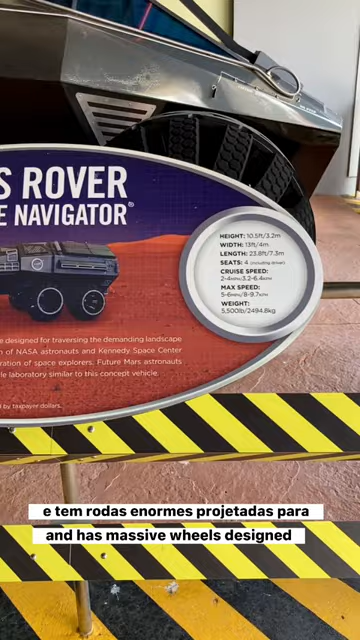 S ROVER
E NAVIGATOR®
HEIGHT: 10.5ft/3.2m
WIDTH: 13ft/4m
LENGTH: 23.8ft/7.3m
SEATS: 4 (including driver)
CRUISE SPEED:
2-4MPH/3.2-6.4KPH
MAX SPEED:
5-6MPH/8-9.7KPH
WEIGHT:
5,500lb/2494.8kg
e designed for traversing the demanding landscape
n of NASA astronauts and Kennedy Space Center
ration of space explorers. Future Mars astronauts
le laboratory similar to this concept vehicle.
d by taxpayer dollars.
e tem rodas enormes projetadas para
and has massive wheels designed